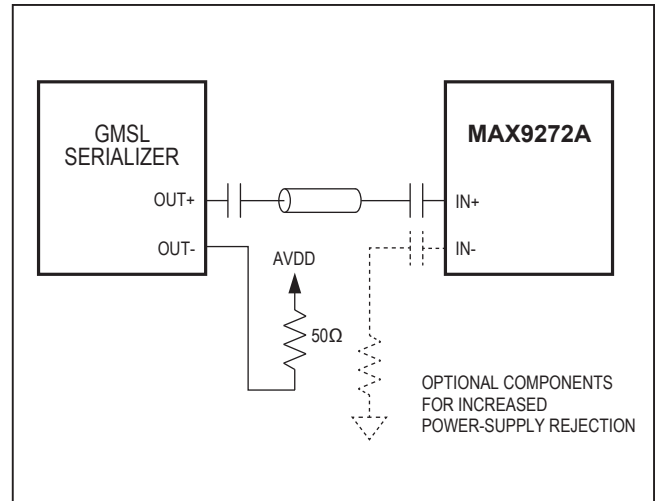 GMSL
SERIALIZER
MAX9272A
OUT+
IN+
OUT-
IN-
AVDD
50Ω
OPTIONAL COMPONENTS
FOR INCREASED
POWER-SUPPLY REJECTION